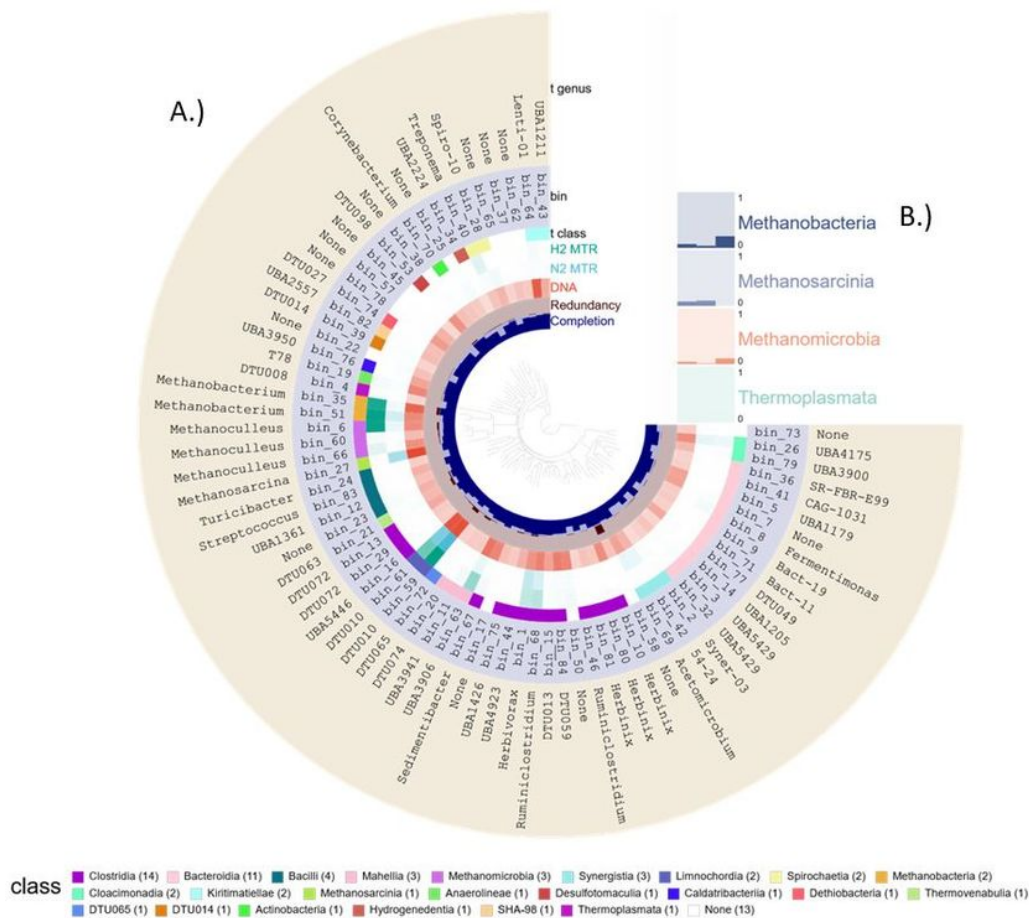 A.)
B.)
t genus
bin
t class
H2 MTR
N2 MTR
DNA
Redundancy
Completion
UBA1211
Lenti-01
None
None
None
Spiro-10
Treponema
UBA2224
None
Corynebacterium
None
DTU098
None
None
DTU027
UBA2557
DTU014
None
UBA3950
T78
DTU008
Methanobacterium
Methanobacterium
Methanoculleus
Methanoculleus
Methanoculleus
Methanosarcina
Turicibacter
Streptococcus
UBA1361
None
DTU063
DTU072
DTU072
UBA5446
DTU010
DTU010
DTU065
DTU074
UBA3941
UBA3906
Sedimentibacter
None
UBA1426
UBA4923
Herbivorax
Ruminiclostridium
DTU013
DTU059
None
Ruminiclostridium
Herbinix
Herbinix
Herbinix
None
Acetomicrobium
54-24
Syner-03
UBA5429
UBA5429
UBA1205
DTU049
Bact-11
Bact-19
Fermentimonas
None
UBA1179
CAG-1031
SR-FBR-E99
UBA3900
UBA4175
None
bin_43
bin_64
bin_62
bin_37
bin_65
bin_28
bin_40
bin_34
bin_25
bin_70
bin_38
bin_53
bin_57
bin_45
bin_78
bin_74
bin_82
bin_39
bin_22
bin_76
bin_19
bin_4
bin_35
bin_51
bin_6
bin_60
bin_66
bin_27
bin_24
bin_83
bin_12
bin_23
bin_21
bin_13
bin_29
bin_16
bin_61
bin_59
bin_20
bin_11
bin_63
bin_67
bin_17
bin_75
bin_44
bin_1
bin_68
bin_15
bin_84
bin_50
bin_46
bin_81
bin_80
bin_10
bin_58
bin_69
bin_42
bin_2
bin_32
bin_3
bin_14
bin_77
bin_71
bin_9
bin_8
bin_7
bin_5
bin_41
bin_36
bin_79
bin_26
bin_73
1
Methanobacteria
0
1
Methanosarcinia
0
1
Methanomicrobia
0
1
Thermoplasmata
0
class
Clostridia (14) Bacteroidia (11) Bacilli (4) Mahellia (3) Methanomicrobia (3) Synergistia (3) Limnochordia (2) Spirochaetia (2) Methanobacteria (2)
Cloacimonadia (2) Kiritimatiellae (2) Methanosarcinia (1) Anaerolineae (1) Desulfotomaculia (1) Caldatribacteriia (1) Dethiobacteria (1) Thermovenabulia (1)
DTU065 (1) DTU014 (1) Actinobacteria (1) Hydrogenedentia (1) SHA-98 (1) Thermoplasmata (1) None (13)